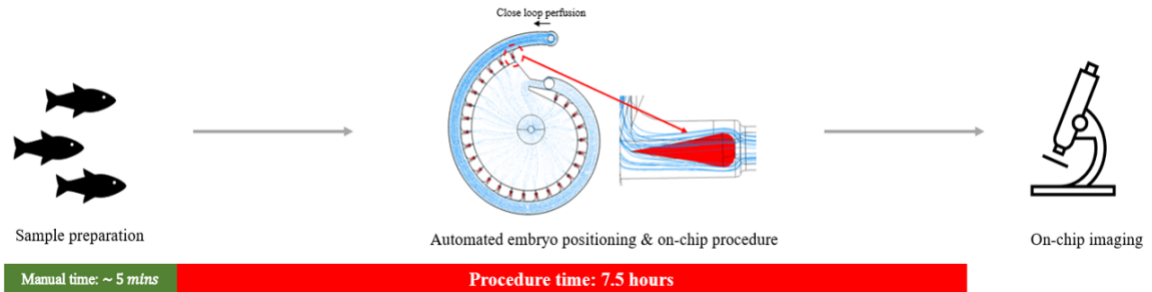 Close loop perfusion
Sample preparation
Automated embryo positioning & on-chip procedure
On-chip imaging
Manual time: ~ 5 mins
Procedure time: 7.5 hours